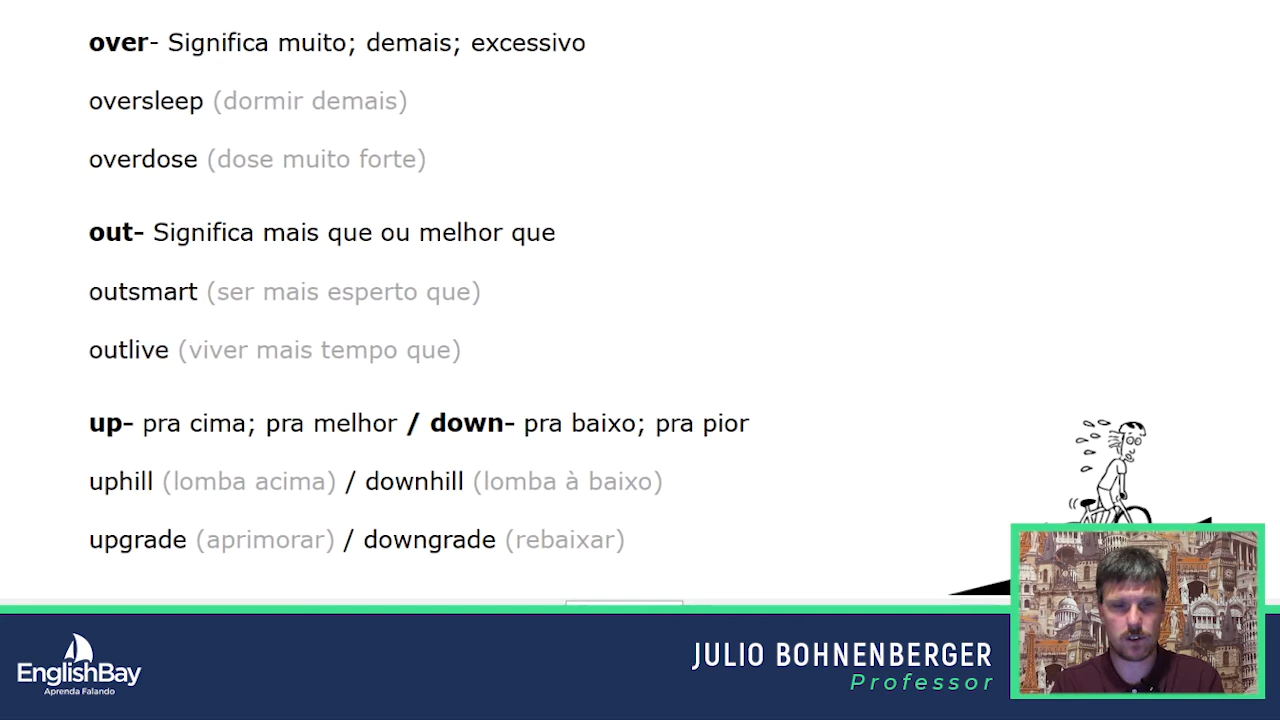 over- Significa muito; demais; excessivo
oversleep (dormir demais)
overdose (dose muito forte)
out- Significa mais que ou melhor que
outsmart (ser mais esperto que)
outlive (viver mais tempo que)
up- pra cima; pra melhor / down- pra baixo; pra pior
uphill (lomba acima) / downhill (lomba à baixo)
upgrade (aprimorar) / downgrade (rebaixar)
EnglishBay
Aprenda Falando
JULIO BOHNENBERGER
Professor